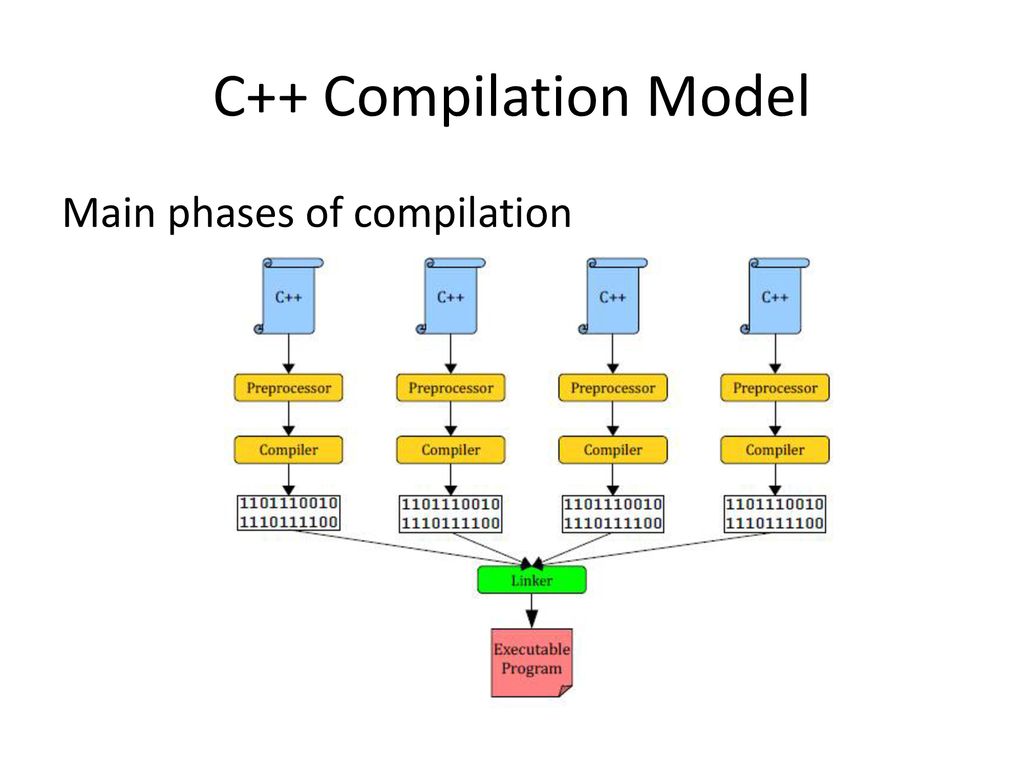 C++ Compilation Model
Main phases of compilation
C++ C++ C++ C++
Preprocessor Preprocessor Preprocessor Preprocessor
Compiler Compiler Compiler Compiler
1101110010 1101110010 1101110010 1101110010
1110111100 1110111100 1110111100 1110111100
Linker
Executable
Program